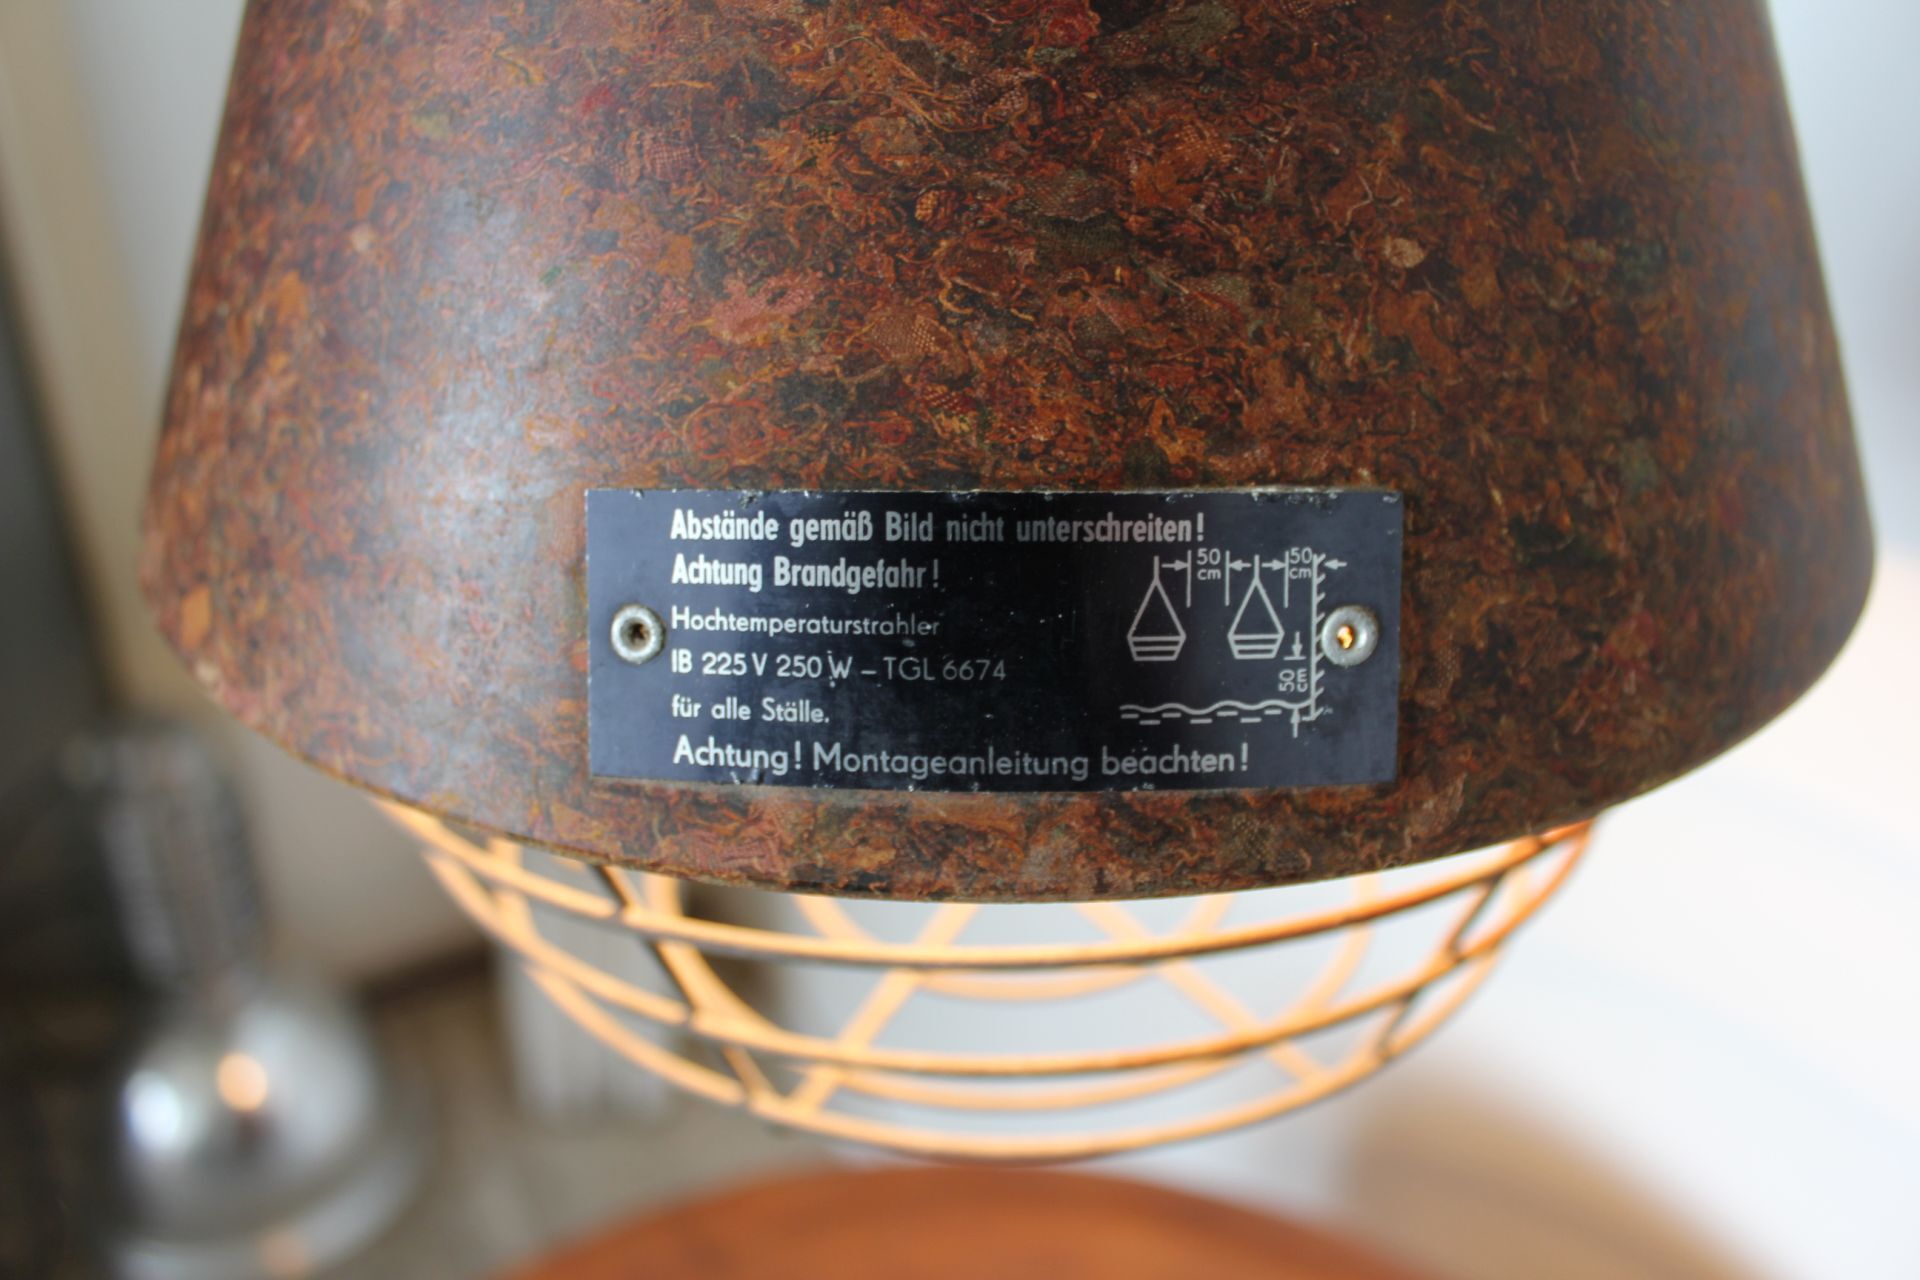 Abstände gemäß Bild nicht unterschreiten!
Achtung Brandgefahr!
Hochtemperaturstrahler
IB 225 V 250 W – TGL 6674
für alle Ställe.
Achtung! Montageanleitung beachten!
50 cm
50 cm
50 cm